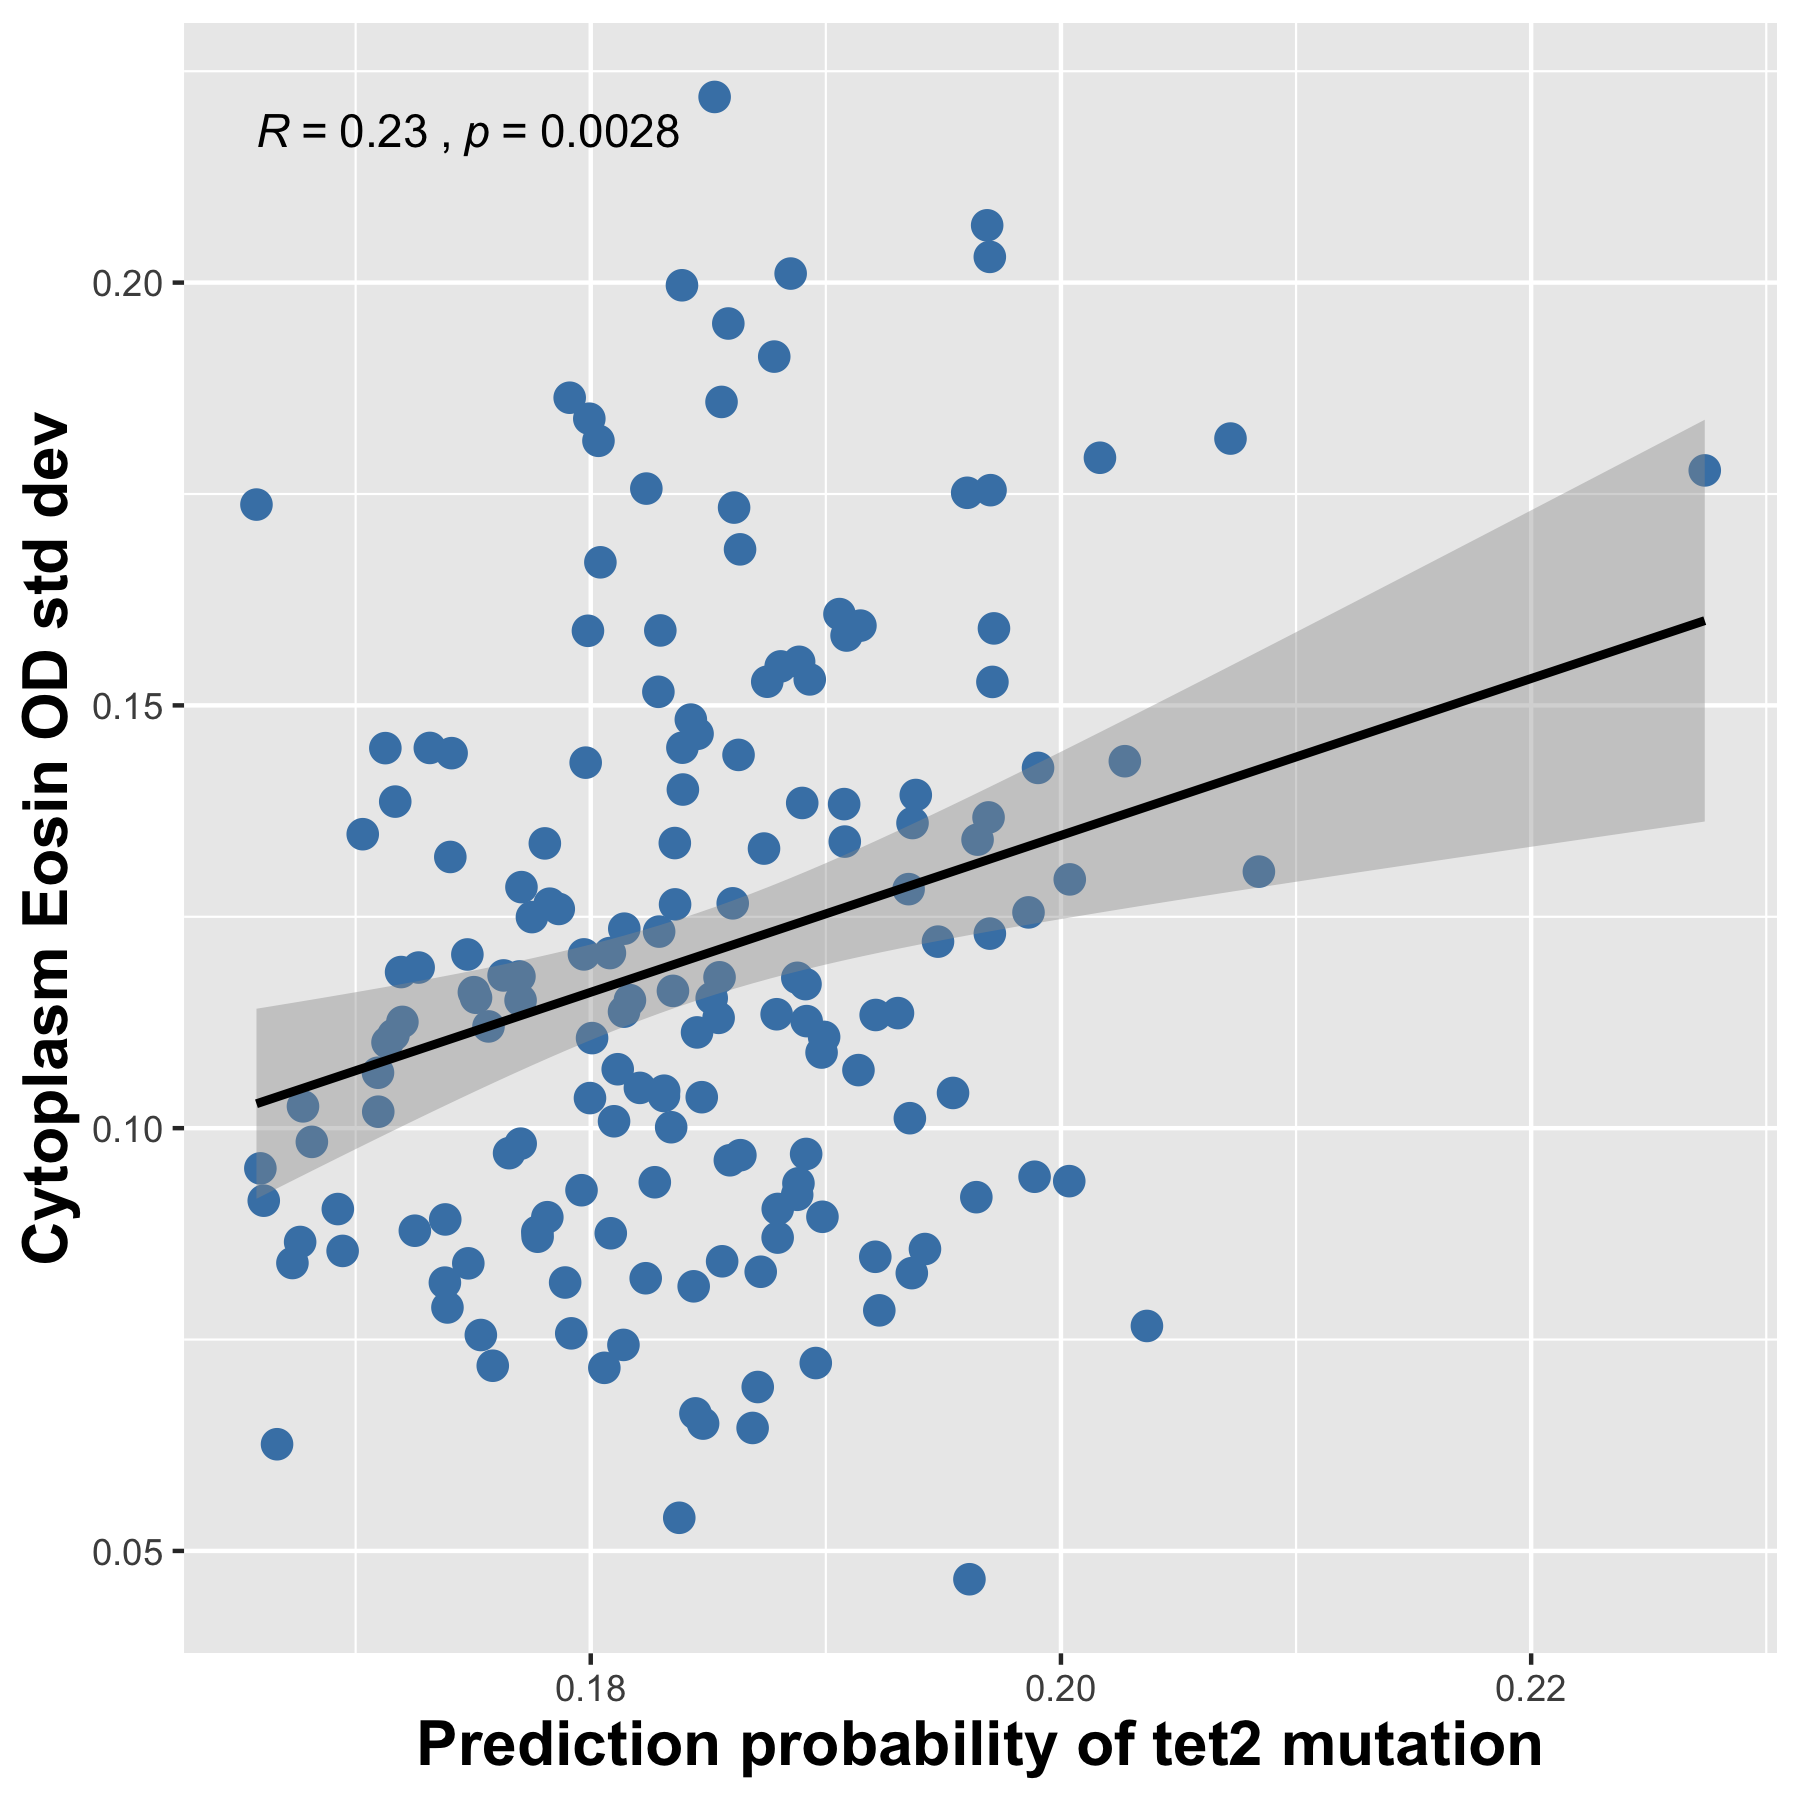 R = 0.23 , p = 0.0028
Cytoplasm Eosin OD std dev
0.20
0.15
0.10
0.05
0.18 0.20 0.22
Prediction probability of tet2 mutation